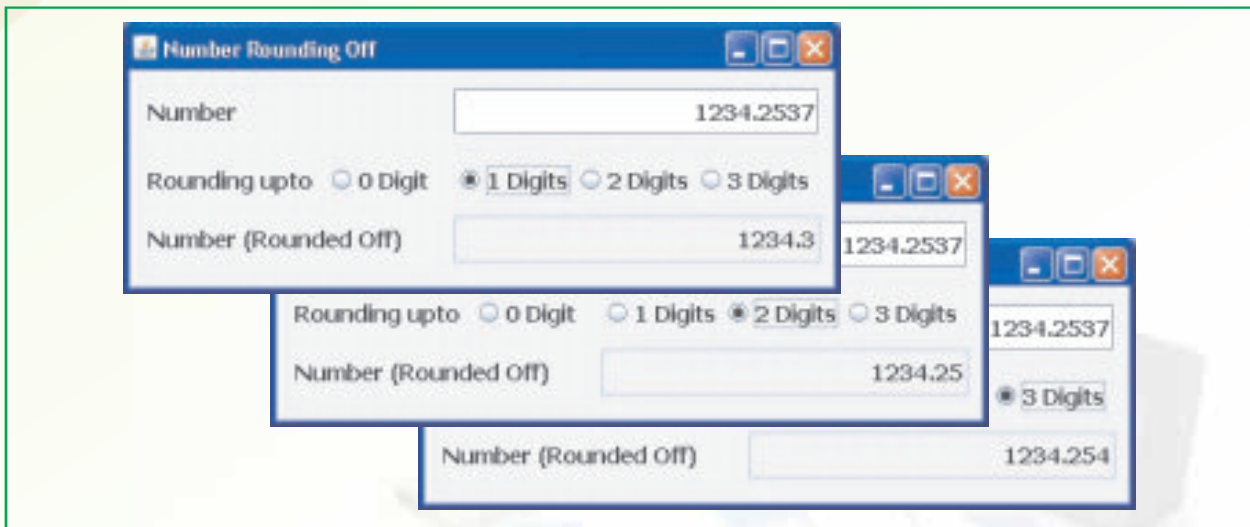 Number Rounding Off
Number 1234.2537
Rounding upto 0 Digit 1 Digits 2 Digits 3 Digits
Number (Rounded Off) 1234.3
1234.2537
Rounding upto 0 Digit 1 Digits 2 Digits 3 Digits
Number (Rounded Off) 1234.25
1234.2537
3 Digits
Number (Rounded Off) 1234.254